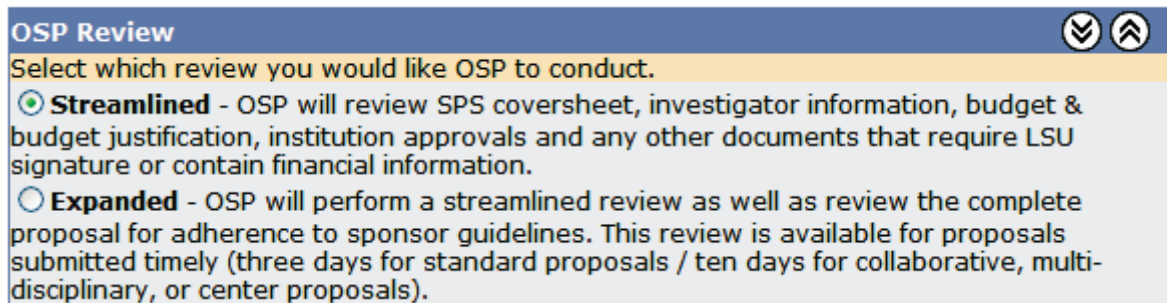 OSP Review
Select which review you would like OSP to conduct.
Streamlined - OSP will review SPS coversheet, investigator information, budget &
budget justification, institution approvals and any other documents that require LSU
signature or contain financial information.
Expanded - OSP will perform a streamlined review as well as review the complete
proposal for adherence to sponsor guidelines. This review is available for proposals
submitted timely (three days for standard proposals / ten days for collaborative, multi-
disciplinary, or center proposals).